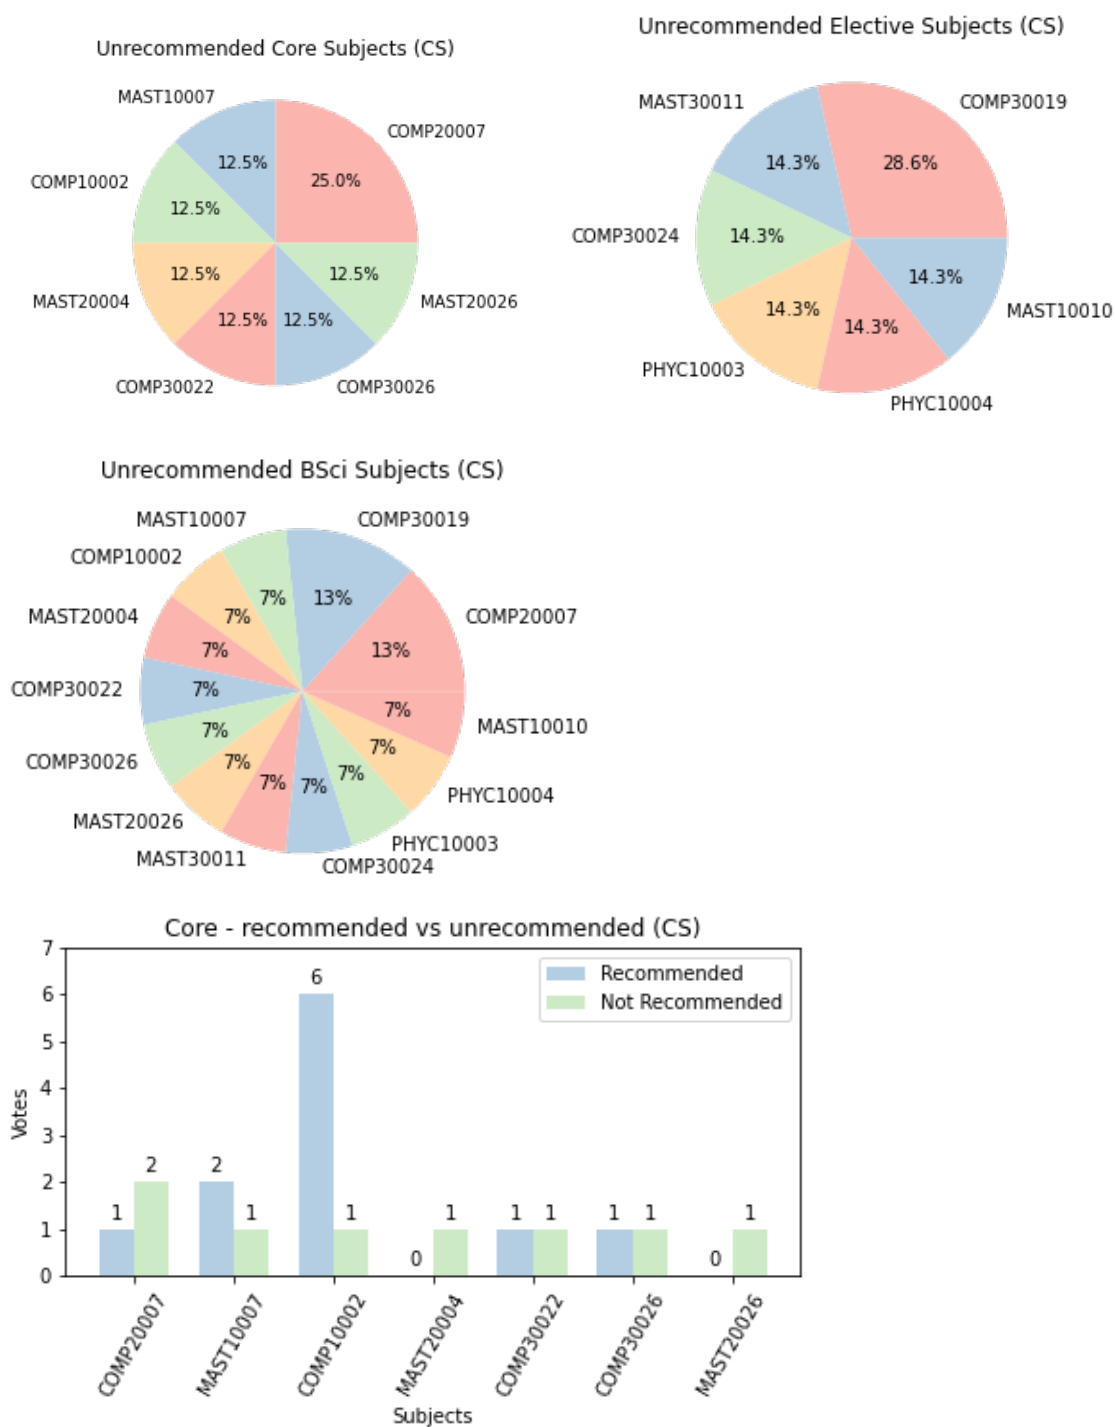 Unrecommended Core Subjects (CS)
MAST10007
COMP20007
12.5%
25.0%
COMP10002
12.5%
12.5%
12.5%
MAST20004
MAST20026
12.5%
12.5%
COMP30022
COMP30026
Unrecommended Elective Subjects (CS)
MAST30011
COMP30019
14.3%
28.6%
COMP30024
14.3%
14.3%
MAST10010
14.3%
14.3%
PHYC10003
PHYC10004
Unrecommended BSci Subjects (CS)
MAST10007
COMP30019
COMP10002
7%
13%
MAST20004
7%
COMP20007
7%
13%
COMP30022
7%
7%
MAST10010
7%
7%
COMP30026
7%
7%
7%
7%
PHYC10004
MAST20026
PHYC10003
MAST30011
COMP30024
Core - recommended vs unrecommended (CS)
7
6
5
4
3
2
1
0
Votes
Recommended
Not Recommended
1
2
2
1
6
1
0
1
1
1
1
1
0
1
COMP20007
MAST10007
COMP10002
MAST20004
COMP30022
COMP30026
MAST20026
Subjects